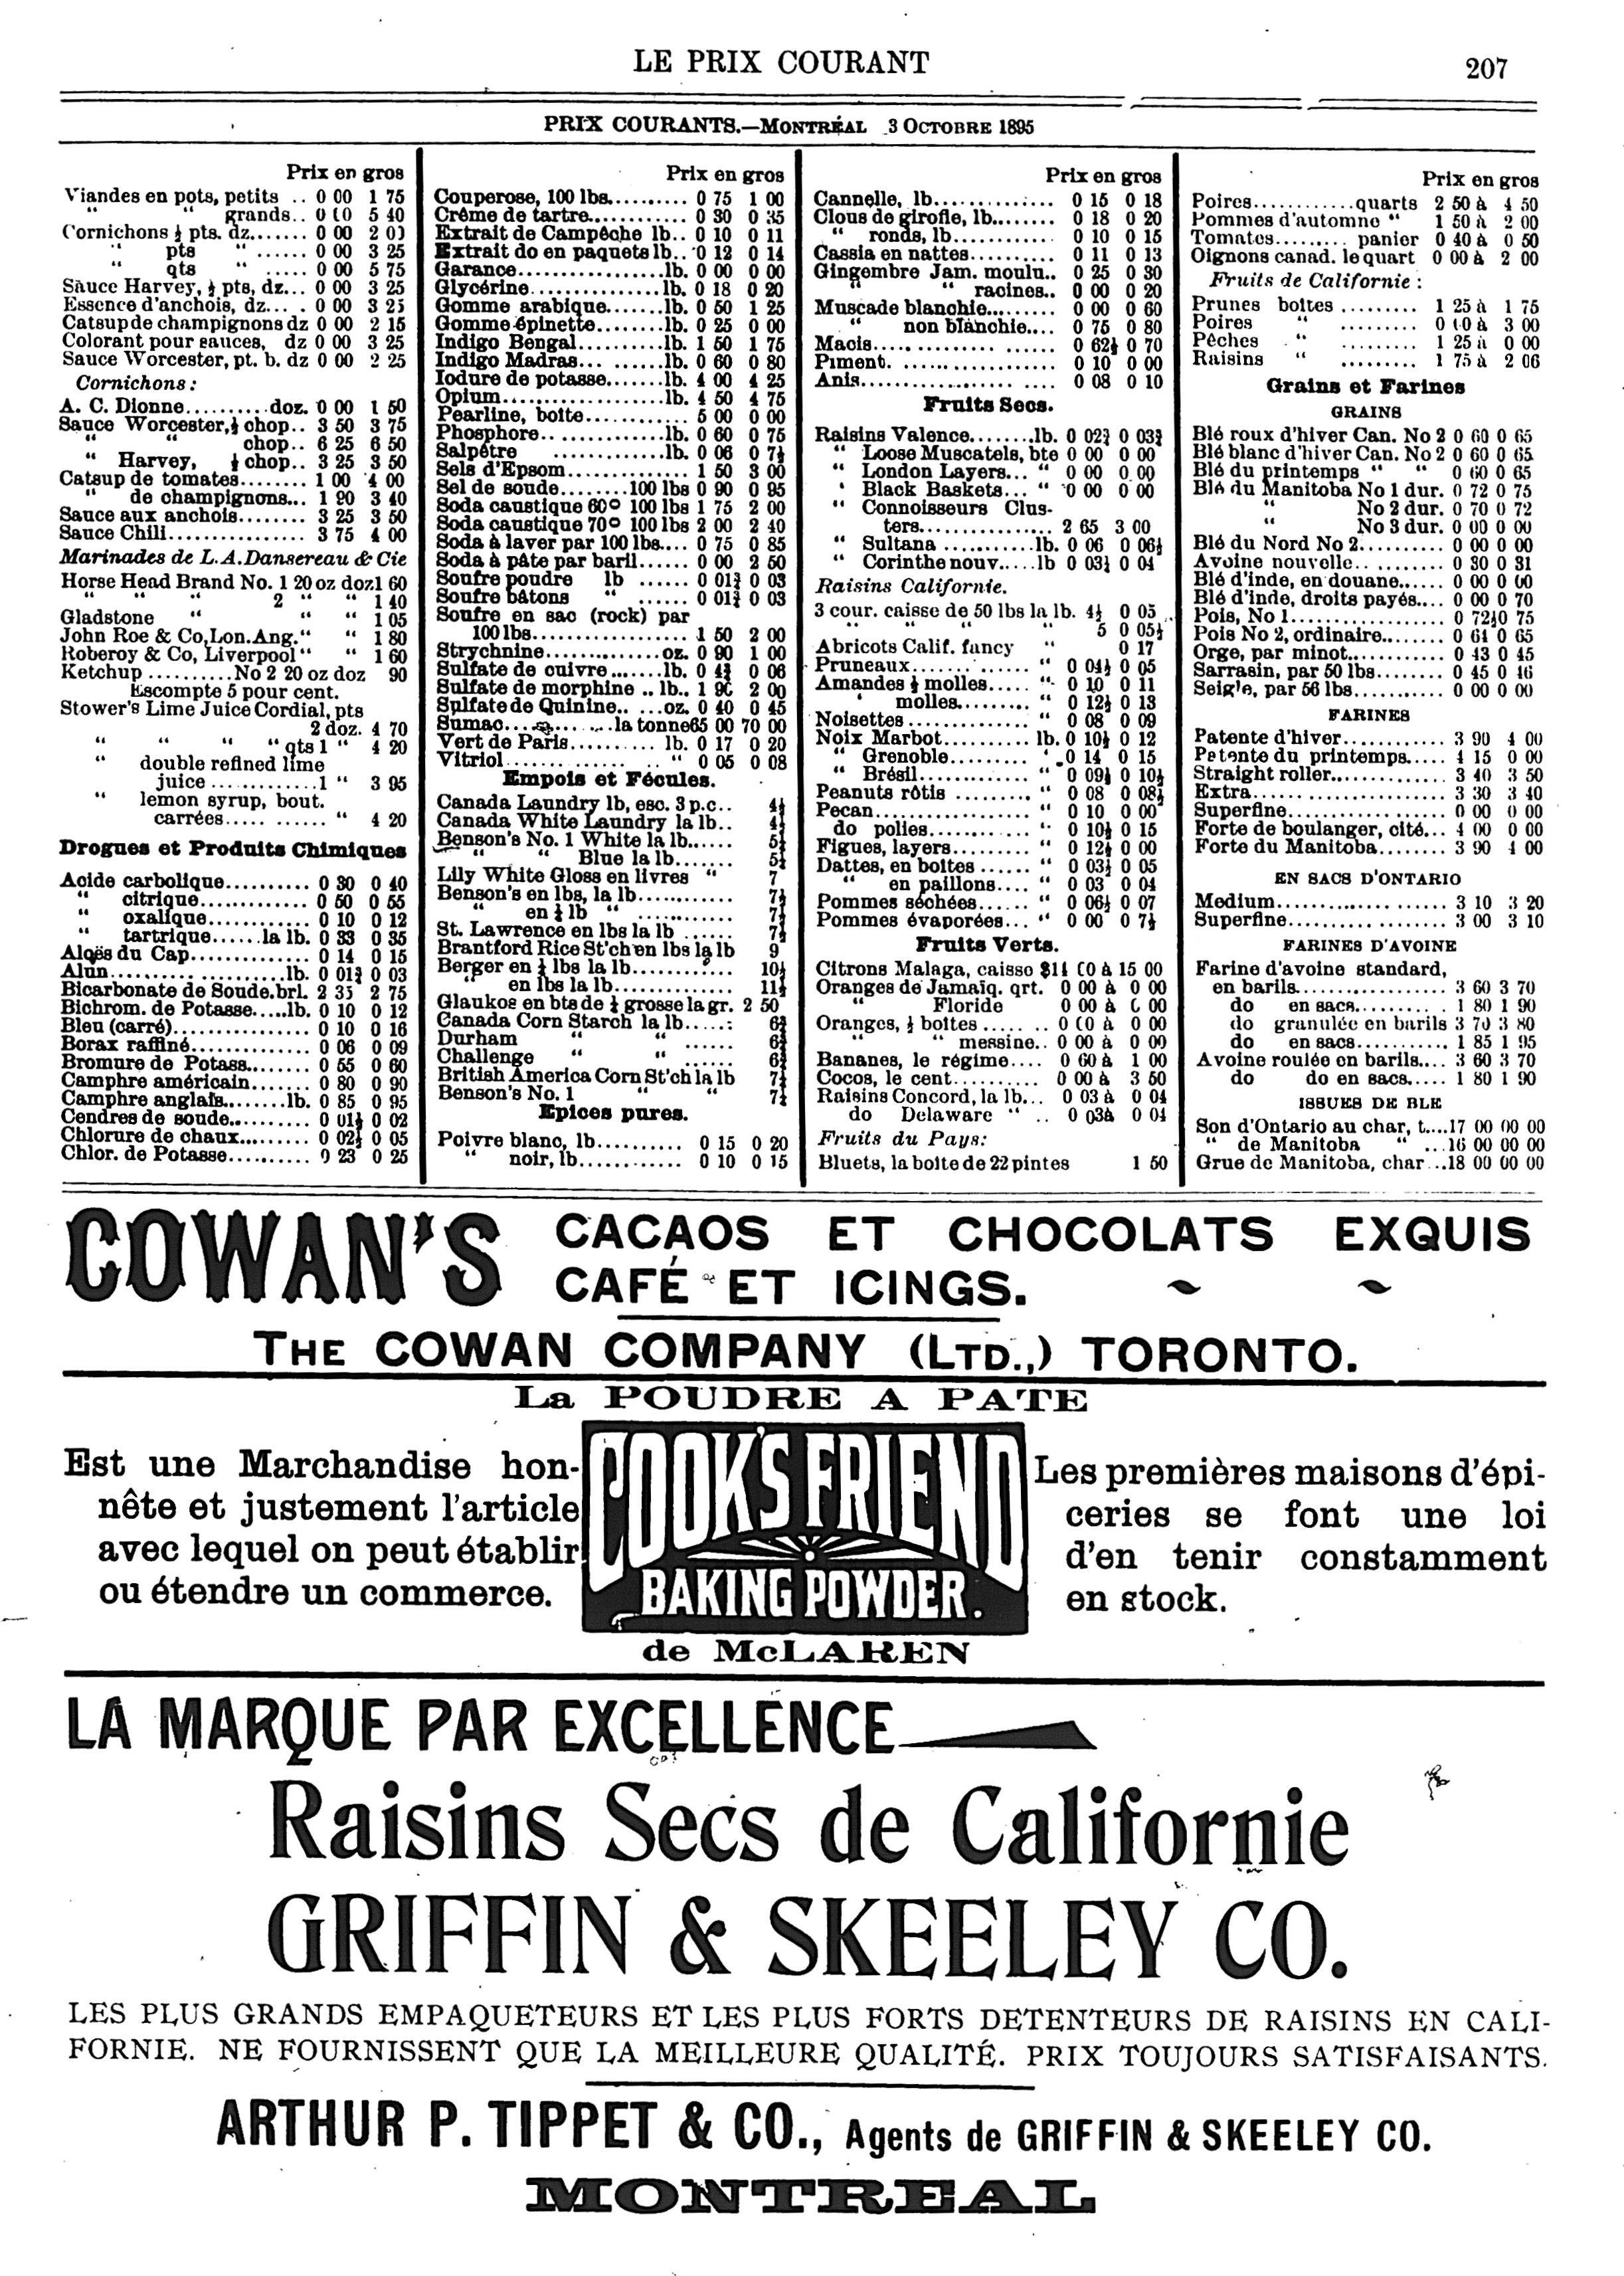 LE PRIX COURANT
207
PRIX COURANTS.—MONTRÉAL 3 OCTOBRE 1895
Prix en gros
Viandes en pots, petits .. 0 00 1 75
“ “ grands.. 0 00 5 40
Cornichons ½ pts. dz....... 0 00 2 00
“ pts “ ...... 0 00 3 25
“ qts “ ..... 0 00 5 75
Sauce Harvey, ½ pts, dz... 0 00 3 25
Essence d'anchois, dz... . 0 00 3 25
Catsup de champignons dz 0 00 2 15
Colorant pour sauces, dz 0 00 3 25
Sauce Worcester, pt. b. dz 0 00 2 25
Cornichons :
A. C. Dionne.........doz. 0 00 1 50
Sauce Worcester, ½ chop.. 3 50 3 75
“ “ chop.. 6 25 6 50
“ Harvey, ½ chop.. 3 25 3 50
Catsup de tomates........ 1 00 4 00
“ de champignons... 1 90 3 40
Sauce aux anchois........ 3 25 3 50
Sauce Chili............... 3 75 4 00
Marinades de L.A.Dansereau & Cie
Horse Head Brand No. 1 20 oz doz 1 60
“ “ “ 2 “ “ 1 40
Gladstone “ “ “ 1 05
John Roe & Co, Lon. Ang. “ “ 1 80
Roberoy & Co, Liverpool “ “ 1 60
Ketchup .........No 2 20 oz doz 90
Escompte 5 pour cent.
Stower's Lime Juice Cordial, pts
2 doz. 4 70
“ “ “ “ qts 1 “ 4 20
“ double refined lime
juice .............1 “ 3 95
“ lemon syrup, bout.
carrées..... ...... “ 4 20
Drogues et Produits Chimiques
Acide carbolique.......... 0 30 0 40
“ citrique............. 0 50 0 55
“ oxalique............ 0 10 0 12
“ tartrique......la lb. 0 33 0 35
Aloës du Cap.............. 0 14 0 15
Alun........... ..........lb. 0 01¾ 0 03
Bicarbonate de Soude.brl. 2 35 2 75
Bichrom. de Potasse....lb. 0 10 0 12
Bleu (carré)................ 0 10 0 16
Borax raffiné.............. 0 06 0 09
Bromure de Potass........ 0 55 0 60
Camphre américain....... 0 80 0 90
Camphre anglais.......lb. 0 85 0 95
Cendres de soude.......... 0 01½ 0 02
Chlorure de chaux......... 0 02½ 0 05
Chlor. de Potasse.......... 0 23 0 25
Prix en gros
Couperose, 100 lbs......... 0 75 1 00
Crême de tartre............ 0 30 0 35
Extrait de Campêche lb.. 0 10 0 11
Extrait do en paquets lb.. 0 12 0 14
Garance.................lb. 0 00 0 00
Glycérine................lb. 0 18 0 20
Gomme arabique.......lb. 0 50 1 25
Gomme épinette........lb. 0 25 0 00
Indigo Bengal..........lb. 1 50 1 75
Indigo Madras... ......lb. 0 60 0 80
Iodure de potasse.......lb. 4 00 4 25
Opium...................lb. 4 50 4 75
Pearline, boite............ 5 00 0 00
Phosphore.. .............lb. 0 60 0 75
Salpêtre .............lb. 0 06 0 7½
Sels d'Epsom.............. 1 50 3 00
Sel de soude........100 lbs 0 90 0 95
Soda caustique 60° 100 lbs 1 75 2 00
Soda caustique 70° 100 lbs 2 00 2 40
Soda à laver par 100 lbs.... 0 75 0 85
Soda à pâte par baril...... 0 00 2 50
Soufre poudre lb ...... 0 01¾ 0 03
Soufre bâtons “ ...... 0 01¾ 0 03
Soufre en sac (rock) par
100 lbs................... 1 50 2 00
Strychnine..............oz. 0 90 1 00
Sulfate de cuivre.......lb. 0 4¾ 0 06
Sulfate de morphine .. lb.. 1 90 2 00
Sulfate de Quinine.. ...oz. 0 40 0 45
Sumac.............la tonne 65 00 70 00
Vert de Paris.......... lb. 0 17 0 20
Vitriol................. “ 0 05 0 08
Empois et Fécules.
Canada Laundry lb, esc. 3 p.c..
Canada White Laundry la lb..
Benson's No. 1 White la lb......
“ “ Blue la lb......
Lily White Gloss en livres “ 7
Benson's en lbs, la lb............
“ en ½ lb “ ............
St. Lawrence en lbs la lb ......
Brantford Rice St'ch en lbs la lb 9
Berger en ½ lbs la lb............ 10½
“ en lbs la lb.............. 11½
Glaukos en bts de ½ grosse la gr. 2 50
Canada Corn Starch la lb.....:
Durham “ “ ......
Challenge “ “ ......
British America Corn St'ch la lb
Benson's No. 1 “ “
Epices pures.
Poivre blanc, lb........... 0 15 0 20
“ noir, lb............. 0 10 0 15
Prix en gros
Cannelle, lb............... 0 15 0 18
Clous de girofle, lb........ 0 18 0 20
“ ronds, lb............ 0 10 0 15
Cassia en nattes........... 0 11 0 13
Gingembre Jam. moulu.. 0 25 0 30
“ “ racines.. 0 00 0 20
Muscade blanchie......... 0 00 0 60
“ non blanchie.... 0 75 0 80
Macis....................... 0 62½ 0 70
Piment. ................... 0 10 0 00
Anis........................ 0 08 0 10
Fruits Secs.
Raisins Valence.......lb. 0 02¾ 0 03¾
“ Loose Muscatels, bte 0 00 0 00
“ London Layers... “ 0 00 0 00
“ Black Baskets... “ 0 00 0 00
“ Connoisseurs Clus-
ters................ 2 65 3 00
“ Sultana ..........lb. 0 06 0 06½
“ Corinthe nouv.....lb 0 03½ 0 04
Raisins Californie.
3 cour. caisse de 50 lbs la lb. 4½ 0 05
“ “ “ 5 0 05½
Abricots Calif. fancy “ 0 17
Pruneaux............... “ 0 04½ 0 05
Amandes ½ molles..... “ 0 10 0 11
“ molles......... “ 0 12½ 0 13
Noisettes................ “ 0 08 0 09
Noix Marbot..........lb. 0 10½ 0 12
“ Grenoble.......... “ 0 14 0 15
“ Brésil.............. “ 0 09½ 0 10½
Peanuts rôtis .......... “ 0 08 0 08½
Pecan.................... “ 0 10 0 00
do polies............. “ 0 10½ 0 15
Figues, layers........... “ 0 12½ 0 00
Dattes, en boîtes ...... “ 0 03½ 0 05
“ en paillons.... “ 0 03 0 04
Pommes séchées....... “ 0 06½ 0 07
Pommes évaporées... “ 0 00 0 7½
Fruits Verts.
Citrons Malaga, caisse $11 00 à 15 00
Oranges de Jamaïq. qrt. 0 00 à 0 00
“ Floride 0 00 à 0 00
Oranges, ½ boîtes ..... .. 0 00 à 0 00
“ “ messine.. 0 00 à 0 00
Bananes, le régime.... 0 60 à 1 00
Cocos, le cent.......... 0 00 à 3 50
Raisins Concord, la lb... 0 03 à 0 04
do Delaware “ .. 0 03à 0 04
Fruits du Pays:
Bluets, la boite de 22 pintes 1 50
Prix en gros
Poires............quarts 2 50 à 4 50
Pommes d'automne “ 1 50 à 2 00
Tomates......... panier 0 40 à 0 50
Oignons canad. le quart 0 00 à 2 00
Fruits de Californie :
Prunes boîtes ......... 1 25 à 1 75
Poires “ ......... 0 00 à 3 00
Pêches “ ......... 1 25 à 0 00
Raisins “ ......... 1 75 à 2 06
Grains et Farines
GRAINS
Blé roux d'hiver Can. No 2 0 60 0 65
Blé blanc d'hiver Can. No 2 0 60 0 65
Blé du printemps “ “ 0 60 0 65
Blé du Manitoba No 1 dur. 0 72 0 75
“ No 2 dur. 0 70 0 72
“ No 3 dur. 0 00 0 00
Blé du Nord No 2.......... 0 00 0 00
Avoine nouvelle.. ........ 0 30 0 31
Blé d'inde, en douane...... 0 00 0 00
Blé d'inde, droits payés.... 0 00 0 70
Pois, No 1.................. 0 72½ 0 75
Pois No 2, ordinaire........ 0 61 0 65
Orge, par minot............ 0 43 0 45
Sarrasin, par 50 lbs......... 0 45 0 46
Seigle, par 56 lbs........... 0 00 0 00
FARINES
Patente d'hiver............ 3 90 4 00
Patente du printemps..... 4 15 0 00
Straight roller.............. 3 40 3 50
Extra....................... 3 30 3 40
Superfine................... 0 00 0 00
Forte de boulanger, cité... 4 00 0 00
Forte du Manitoba........ 3 90 4 00
EN SACS D'ONTARIO
Medium..................... 3 10 3 20
Superfine................... 3 00 3 10
FARINES D'AVOINE
Farine d'avoine standard,
en barils................... 3 60 3 70
do en sacs............ 1 80 1 90
do granulée en barils 3 70 3 80
do en sacs............ 1 85 1 95
Avoine roulée en barils.... 3 60 3 70
do do en sacs..... 1 80 1 90
ISSUES DE BLE
Son d'Ontario au char, t....17 00 00 00
“ de Manitoba “ ...16 00 00 00
Grue de Manitoba, char ...18 00 00 00
COWAN'S
CACAOS ET CHOCOLATS EXQUIS
CAFÉ ET ICINGS.
THE COWAN COMPANY (LTD.,) TORONTO.
La POUDRE A PATE
Est une Marchandise hon-
nête et justement l'article
avec lequel on peut établir
ou étendre un commerce.
COOK'S FRIEND
BAKING POWDER.
Les premières maisons d'épi-
ceries se font une loi
d'en tenir constamment
en stock.
de McLAREN
LA MARQUE PAR EXCELLENCE
Raisins Secs de Californie
GRIFFIN & SKEELEY CO.
LES PLUS GRANDS EMPAQUETEURS ET LES PLUS FORTS DETENTEURS DE RAISINS EN CALI-
FORNIE. NE FOURNISSENT QUE LA MEILLEURE QUALITÉ. PRIX TOUJOURS SATISFAISANTS.
ARTHUR P. TIPPET & CO., Agents de GRIFFIN & SKEELEY CO.
MONTREAL